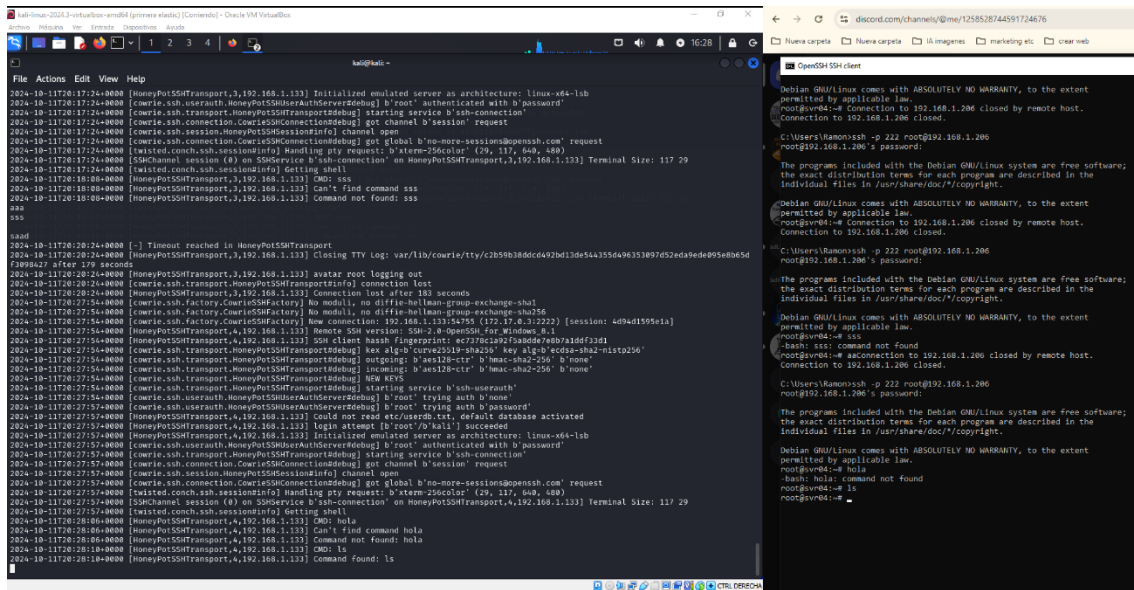 kali-linux-2024.3-virtualbox-amd64 (primera elastic) [Corriendo] - Oracle VM VirtualBox
Archivo Máquina Ver Entrada Dispositivos Ayuda
1 2 3 4
16:28
kali@kali: ~
File Actions Edit View Help
2024-10-11T20:17:24+0000 [HoneyPotSSHTransport,3,192.168.1.133] Initialized emulated server as architecture: linux-x64-lsb
2024-10-11T20:17:24+0000 [cowrie.ssh.userauth.HoneyPotSSHUserAuthServer#debug] b'root' authenticated with b'password'
2024-10-11T20:17:24+0000 [cowrie.ssh.transport.HoneyPotSSHTransport#debug] starting service b'ssh-connection'
2024-10-11T20:17:24+0000 [cowrie.ssh.connection.CowrieSSHConnection#debug] got channel b'session' request
2024-10-11T20:17:24+0000 [cowrie.ssh.session.HoneyPotSSHSession#info] channel open
2024-10-11T20:17:24+0000 [cowrie.ssh.connection.CowrieSSHConnection#debug] got global b'no-more-sessions@openssh.com' request
2024-10-11T20:17:24+0000 [twisted.conch.ssh.session#info] Handling pty request: b'xterm-256color' (29, 117, 640, 480)
2024-10-11T20:17:24+0000 [SSHChannel session (0) on SSHService b'ssh-connection' on HoneyPotSSHTransport,3,192.168.1.133] Terminal Size: 117 29
2024-10-11T20:17:24+0000 [twisted.conch.ssh.session#info] Getting shell
2024-10-11T20:18:08+0000 [HoneyPotSSHTransport,3,192.168.1.133] CMD: sss
2024-10-11T20:18:08+0000 [HoneyPotSSHTransport,3,192.168.1.133] Can't find command sss
2024-10-11T20:18:08+0000 [HoneyPotSSHTransport,3,192.168.1.133] Command not found: sss
aaa
sss
saad
2024-10-11T20:20:24+0000 [-] Timeout reached in HoneyPotSSHTransport
2024-10-11T20:20:24+0000 [HoneyPotSSHTransport,3,192.168.1.133] Closing TTY Log: var/lib/cowrie/tty/
after 179 seconds
2024-10-11T20:20:24+0000 [HoneyPotSSHTransport,3,192.168.1.133] avatar root logging out
2024-10-11T20:20:24+0000 [cowrie.ssh.transport.HoneyPotSSHTransport#info] connection lost
2024-10-11T20:20:24+0000 [HoneyPotSSHTransport,3,192.168.1.133] Connection lost after 183 seconds
2024-10-11T20:27:54+0000 [cowrie.ssh.factory.CowrieSSHFactory] No moduli, no diffie-hellman-group-exchange-sha1
2024-10-11T20:27:54+0000 [cowrie.ssh.factory.CowrieSSHFactory] No moduli, no diffie-hellman-group-exchange-sha256
2024-10-11T20:27:54+0000 [cowrie.ssh.factory.CowrieSSHFactory] New connection: 192.168.1.133:54755 (172.17.0.3:2222) [session: 4d94d1595e1a]
2024-10-11T20:27:54+0000 [HoneyPotSSHTransport,4,192.168.1.133] Remote SSH version: SSH-2.0-OpenSSH_for_Windows_8.1
2024-10-11T20:27:54+0000 [HoneyPotSSHTransport,4,192.168.1.133] SSH client hassh fingerprint: ec7378c1a92f5a8dde7e8b7a1ddf33d1
2024-10-11T20:27:54+0000 [cowrie.ssh.transport.HoneyPotSSHTransport#debug] kex alg=b'curve25519-sha256' key alg=b'ecdsa-sha2-nistp256'
2024-10-11T20:27:54+0000 [cowrie.ssh.transport.HoneyPotSSHTransport#debug] outgoing: b'aes128-ctr' b'hmac-sha2-256' b'none'
2024-10-11T20:27:54+0000 [cowrie.ssh.transport.HoneyPotSSHTransport#debug] incoming: b'aes128-ctr' b'hmac-sha2-256' b'none'
2024-10-11T20:27:54+0000 [cowrie.ssh.transport.HoneyPotSSHTransport#debug] NEW KEYS
2024-10-11T20:27:54+0000 [cowrie.ssh.transport.HoneyPotSSHTransport#debug] starting service b'ssh-userauth'
2024-10-11T20:27:54+0000 [cowrie.ssh.userauth.HoneyPotSSHUserAuthServer#debug] b'root' trying auth b'none'
2024-10-11T20:27:57+0000 [cowrie.ssh.userauth.HoneyPotSSHUserAuthServer#debug] b'root' trying auth b'password'
2024-10-11T20:27:57+0000 [HoneyPotSSHTransport,4,192.168.1.133] Could not read etc/userdb.txt, default database activated
2024-10-11T20:27:57+0000 [HoneyPotSSHTransport,4,192.168.1.133] login attempt [b'root'/b'kali'] succeeded
2024-10-11T20:27:57+0000 [HoneyPotSSHTransport,4,192.168.1.133] Initialized emulated server as architecture: linux-x64-lsb
2024-10-11T20:27:57+0000 [cowrie.ssh.userauth.HoneyPotSSHUserAuthServer#debug] b'root' authenticated with b'password'
2024-10-11T20:27:57+0000 [cowrie.ssh.transport.HoneyPotSSHTransport#debug] starting service b'ssh-connection'
2024-10-11T20:27:57+0000 [cowrie.ssh.connection.CowrieSSHConnection#debug] got channel b'session' request
2024-10-11T20:27:57+0000 [cowrie.ssh.session.HoneyPotSSHSession#info] channel open
2024-10-11T20:27:57+0000 [cowrie.ssh.connection.CowrieSSHConnection#debug] got global b'no-more-sessions@openssh.com' request
2024-10-11T20:27:57+0000 [twisted.conch.ssh.session#info] Handling pty request: b'xterm-256color' (29, 117, 640, 480)
2024-10-11T20:27:57+0000 [SSHChannel session (0) on SSHService b'ssh-connection' on HoneyPotSSHTransport,4,192.168.1.133] Terminal Size: 117 29
2024-10-11T20:27:57+0000 [twisted.conch.ssh.session#info] Getting shell
2024-10-11T20:28:06+0000 [HoneyPotSSHTransport,4,192.168.1.133] CMD: hola
2024-10-11T20:28:06+0000 [HoneyPotSSHTransport,4,192.168.1.133] Can't find command hola
2024-10-11T20:28:06+0000 [HoneyPotSSHTransport,4,192.168.1.133] Command not found: hola
2024-10-11T20:28:10+0000 [HoneyPotSSHTransport,4,192.168.1.133] CMD: ls
2024-10-11T20:28:10+0000 [HoneyPotSSHTransport,4,192.168.1.133] Command found: ls
CTRL DERECHA
discord.com/channels/@me/1258528744591724676
Nueva carpeta Nueva carpeta IA imagenes marketing etc crear web
OpenSSH SSH client
Debian GNU/Linux comes with ABSOLUTELY NO WARRANTY, to the extent
permitted by applicable law.
root@svr04:~# Connection to 192.168.1.206 closed by remote host.
Connection to 192.168.1.206 closed.
C:\Users\Ramon>ssh -p 222 root@192.168.1.206
root@192.168.1.206's password:
The programs included with the Debian GNU/Linux system are free software;
the exact distribution terms for each program are described in the
individual files in /usr/share/doc/*/copyright.
Debian GNU/Linux comes with ABSOLUTELY NO WARRANTY, to the extent
permitted by applicable law.
root@svr04:~# Connection to 192.168.1.206 closed by remote host.
Connection to 192.168.1.206 closed.
C:\Users\Ramon>ssh -p 222 root@192.168.1.206
root@192.168.1.206's password:
The programs included with the Debian GNU/Linux system are free software;
the exact distribution terms for each program are described in the
individual files in /usr/share/doc/*/copyright.
Debian GNU/Linux comes with ABSOLUTELY NO WARRANTY, to the extent
permitted by applicable law.
root@svr04:~# sss
-bash: sss: command not found
root@svr04:~# aaConnection to 192.168.1.206 closed by remote host.
Connection to 192.168.1.206 closed.
C:\Users\Ramon>ssh -p 222 root@192.168.1.206
root@192.168.1.206's password:
The programs included with the Debian GNU/Linux system are free software;
the exact distribution terms for each program are described in the
individual files in /usr/share/doc/*/copyright.
Debian GNU/Linux comes with ABSOLUTELY NO WARRANTY, to the extent
permitted by applicable law.
root@svr04:~# hola
-bash: hola: command not found
root@svr04:~# ls
root@svr04:~# _